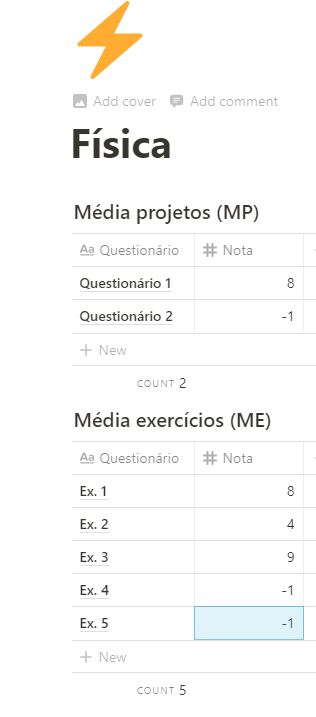 Add cover Add comment
Física
Média projetos (MP)
Aa Questionário # Nota
Questionário 1 8
Questionário 2 -1
+ New
COUNT 2
Média exercícios (ME)
Aa Questionário # Nota
Ex. 1 8
Ex. 2 4
Ex. 3 9
Ex. 4 -1
Ex. 5 -1
+ New
COUNT 5